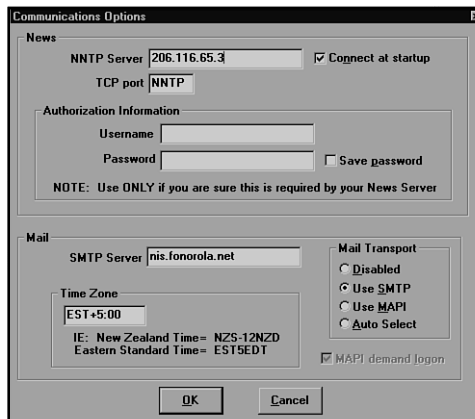 Communications Options
News
NNTP Server 206.116.65.3 Connect at startup
TCP port NNTP
Authorization Information
Username
Password Save password
NOTE: Use ONLY if you are sure this is required by your News Server
Mail
SMTP Server nis.fonorola.net
Mail Transport
Disabled
Use SMTP
Use MAPI
Auto Select
Time Zone
EST+5:00
IE: New Zealand Time= NZS-12NZD
Eastern Standard Time= EST5EDT
MAPI demand logon
OK Cancel